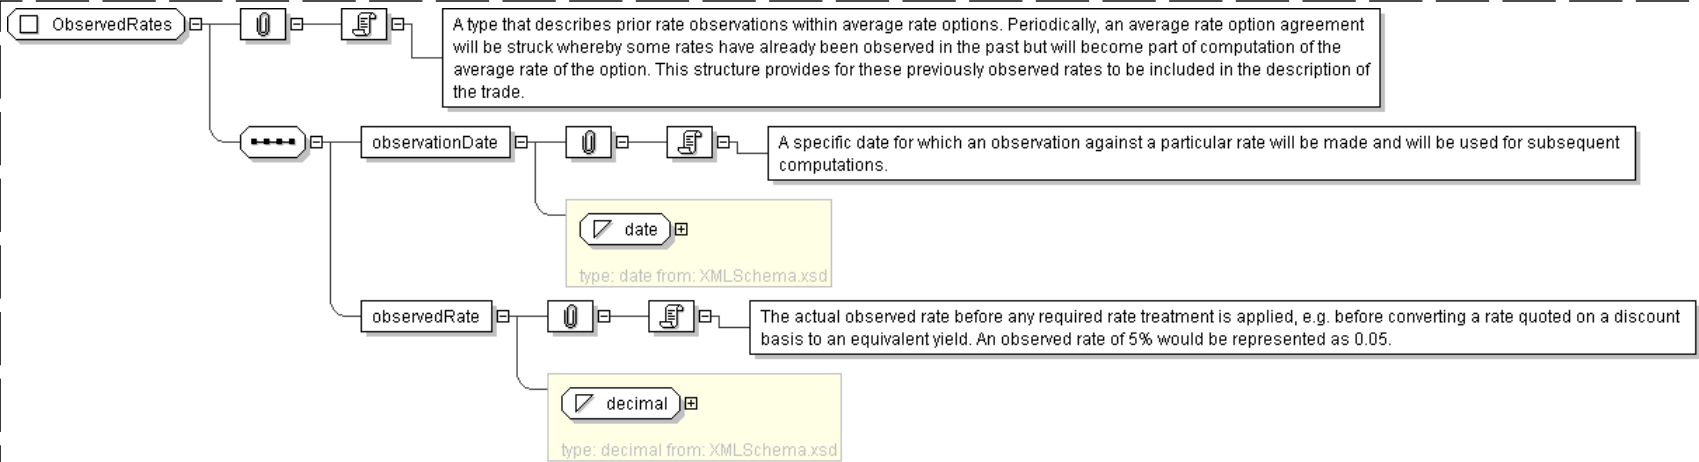 ObservedRates
A type that describes prior rate observations within average rate options. Periodically, an average rate option agreement
will be struck whereby some rates have already been observed in the past but will become part of computation of the
average rate of the option. This structure provides for these previously observed rates to be included in the description of
the trade.
observationDate
A specific date for which an observation against a particular rate will be made and will be used for subsequent
computations.
date
type: date from: XMLSchema.xsd
observedRate
The actual observed rate before any required rate treatment is applied, e.g. before converting a rate quoted on a discount
basis to an equivalent yield. An observed rate of 5% would be represented as 0.05.
decimal
type: decimal from: XMLSchema.xsd